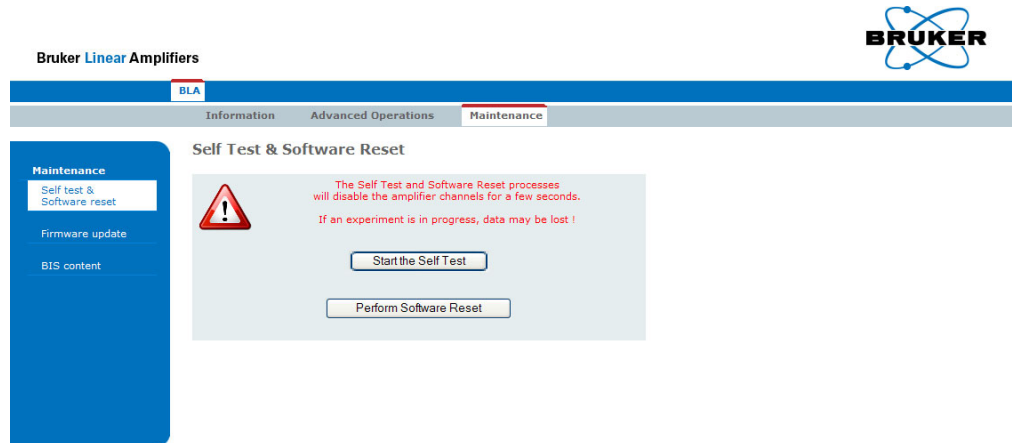 BRUKER
Bruker Linear Amplifiers
BLA
Information Advanced Operations Maintenance
Self Test & Software Reset
Maintenance
Self test &
Software reset
Firmware update
BIS content
The Self Test and Software Reset processes
will disable the amplifier channels for a few seconds.
If an experiment is in progress, data may be lost !
Start the Self Test
Perform Software Reset